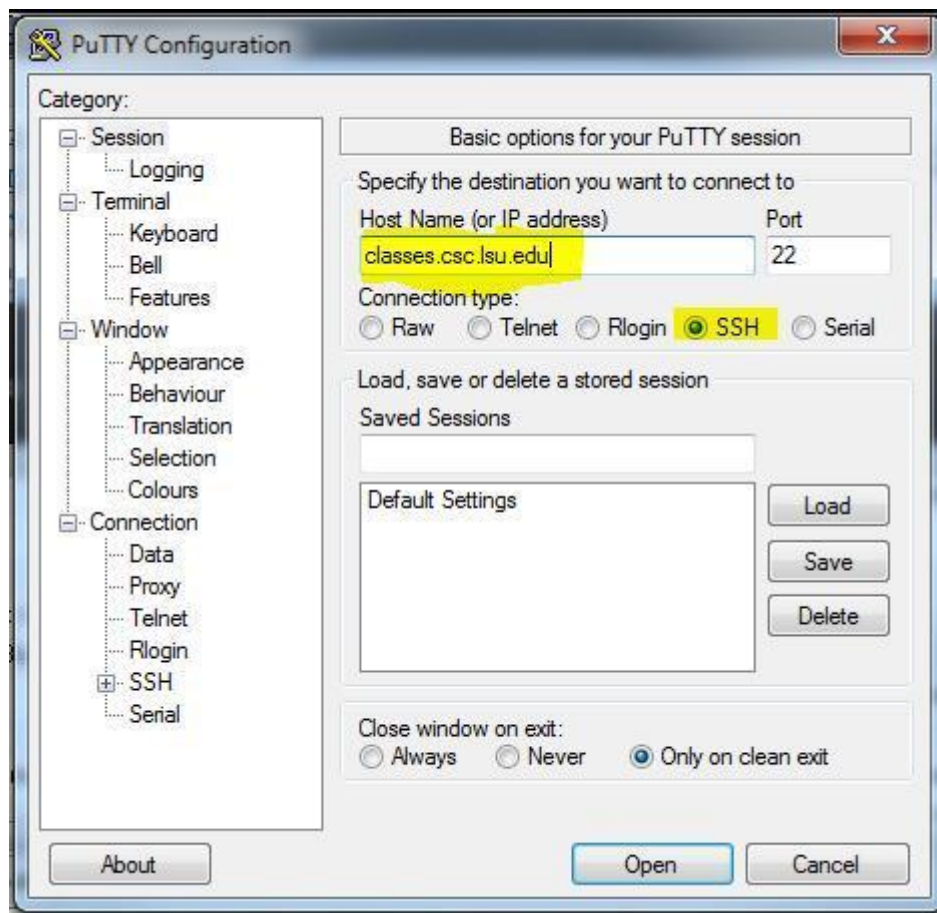 PuTTY Configuration
Category:
Session
Logging
Terminal
Keyboard
Bell
Features
Window
Appearance
Behaviour
Translation
Selection
Colours
Connection
Data
Proxy
Telnet
Rlogin
SSH
Serial
Basic options for your PuTTY session
Specify the destination you want to connect to
Host Name (or IP address) Port
classes.csc.lsu.edu 22
Connection type:
Raw Telnet Rlogin SSH Serial
Load, save or delete a stored session
Saved Sessions
Default Settings
Load
Save
Delete
Close window on exit:
Always Never Only on clean exit
About Open Cancel